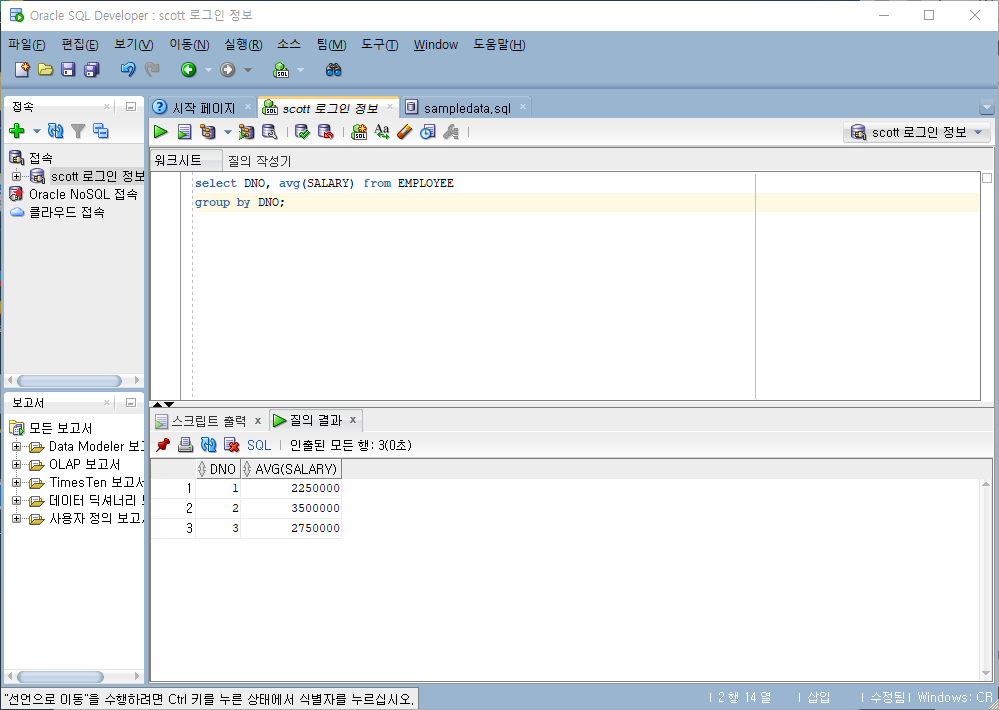 Oracle SQL Developer : scott 로그인 정보
파일(F) 편집(E) 보기(V) 이동(N) 실행(R) 소스 팀(M) 도구(T) Window 도움말(H)
접속
시작 페이지 scott 로그인 정보 sampledata.sql
scott 로그인 정보
접속
scott 로그인 정보
Oracle NoSQL 접속
클라우드 접속
워크시트 질의 작성기
select DNO, avg(SALARY) from EMPLOYEE
group by DNO;
보고서
모든 보고서
Data Modeler 보고
OLAP 보고서
TimesTen 보고서
데이터 딕셔너리 보
사용자 정의 보고서
스크립트 출력 x 질의 결과 x
SQL | 인출된 모든 행: 3(0초)
DNO AVG(SALARY)
1 1 2250000
2 2 3500000
3 3 2750000
"선언으로 이동"을 수행하려면 Ctrl 키를 누른 상태에서 식별자를 누르십시오.
| 2 행 14 열 | 삽입 | 수정됨 | Windows: CR